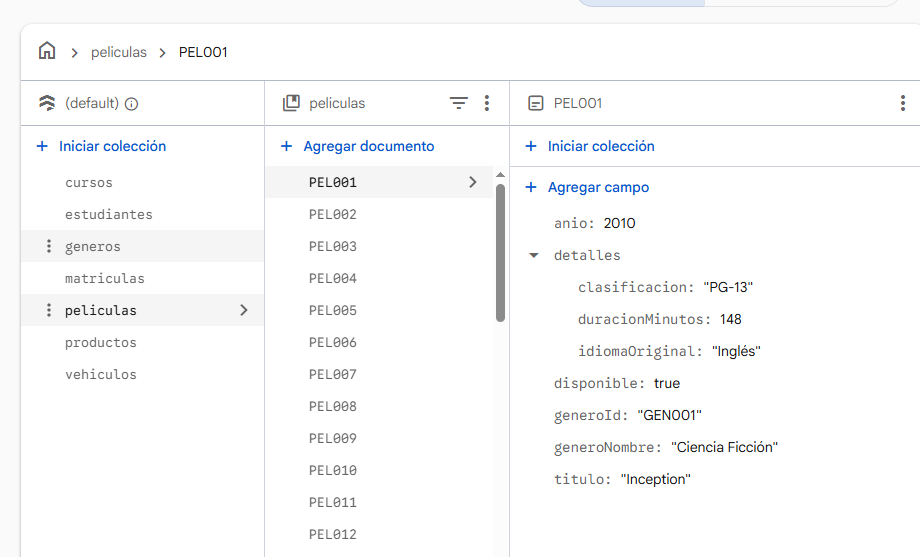 peliculas PEL001
(default)
Iniciar colección
cursos
estudiantes
generos
matriculas
peliculas
productos
vehiculos
peliculas
Agregar documento
PEL001
PEL002
PEL003
PEL004
PEL005
PEL006
PEL007
PEL008
PEL009
PEL010
PEL011
PEL012
PEL001
Iniciar colección
Agregar campo
anio: 2010
detalles
clasificacion: "PG-13"
duracionMinutos: 148
idiomaOriginal: "Inglés"
disponible: true
generoId: "GEN001"
generoNombre: "Ciencia Ficción"
titulo: "Inception"